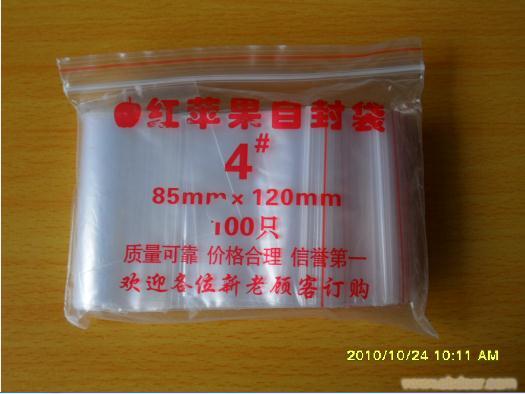 红苹果自封袋
4#
85mm×120mm
100只
质量可靠 价格合理 信誉第一
欢迎各位新老顾客订购
2010/10/24 10:11 AM